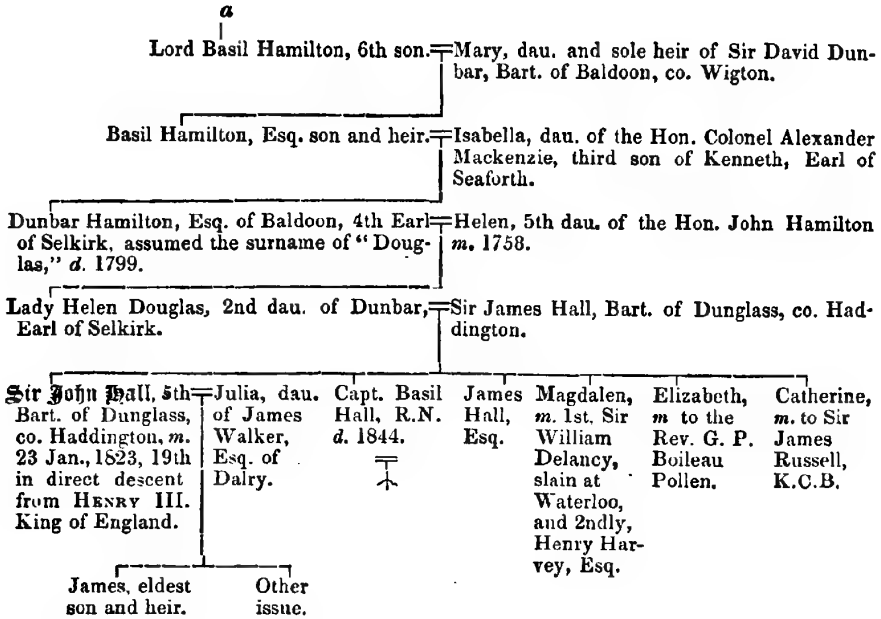 a
Lord Basil Hamilton, 6th son.
Mary, dau. and sole heir of Sir David Dun-
bar, Bart. of Baldoon, co. Wigton.
Basil Hamilton, Esq. son and heir.
Isabella, dau. of the Hon. Colonel Alexander
Mackenzie, third son of Kenneth, Earl of
Seaforth.
Dunbar Hamilton, Esq. of Baldoon, 4th Earl
of Selkirk, assumed the surname of "Doug-
las," d. 1799.
Helen, 5th dau. of the Hon. John Hamilton
m. 1758.
Lady Helen Douglas, 2nd dau. of Dunbar,
Earl of Selkirk.
Sir James Hall, Bart. of Dunglass, co. Had-
dington.
Sir John Hall, 5th
Bart. of Dunglass,
co. Haddington, m.
23 Jan., 1823, 19th
in direct descent
from HENRY III.
King of England.
Julia, dau.
of James
Walker,
Esq. of
Dalry.
Capt. Basil
Hall, R.N.
d. 1844.
James
Hall,
Esq.
Magdalen,
m. 1st, Sir
William
Delancy,
slain at
Waterloo,
and 2ndly,
Henry Har-
vey, Esq.
Elizabeth,
m to the
Rev. G. P.
Boileau
Pollen.
Catherine,
m. to Sir
James
Russell,
K.C.B.
James, eldest
son and heir.
Other
issue.